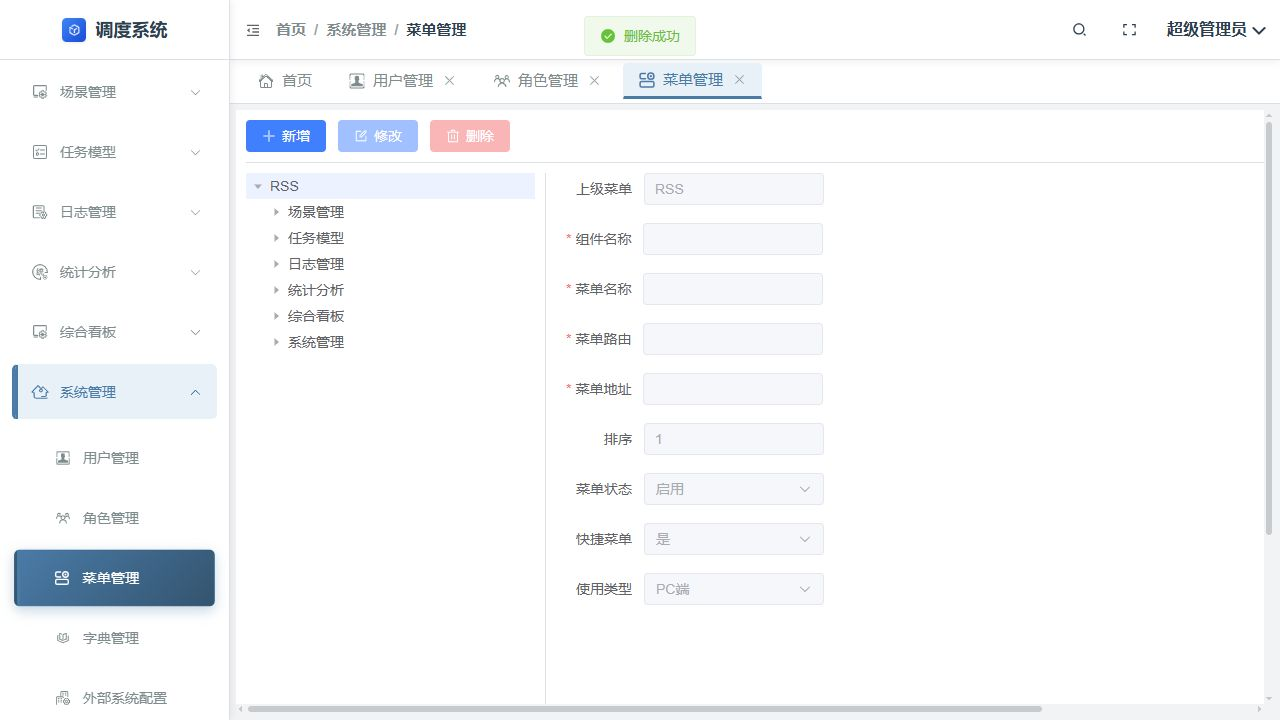 调度系统
首页 / 系统管理 / 菜单管理
删除成功
超级管理员
首页
用户管理
角色管理
菜单管理
场景管理
任务模型
日志管理
统计分析
综合看板
系统管理
用户管理
角色管理
菜单管理
字典管理
外部系统配置
新增
修改
删除
RSS
场景管理
任务模型
日志管理
统计分析
综合看板
系统管理
上级菜单 RSS
* 组件名称
* 菜单名称
* 菜单路由
* 菜单地址
排序 1
菜单状态 启用
快捷菜单 是
使用类型 PC端